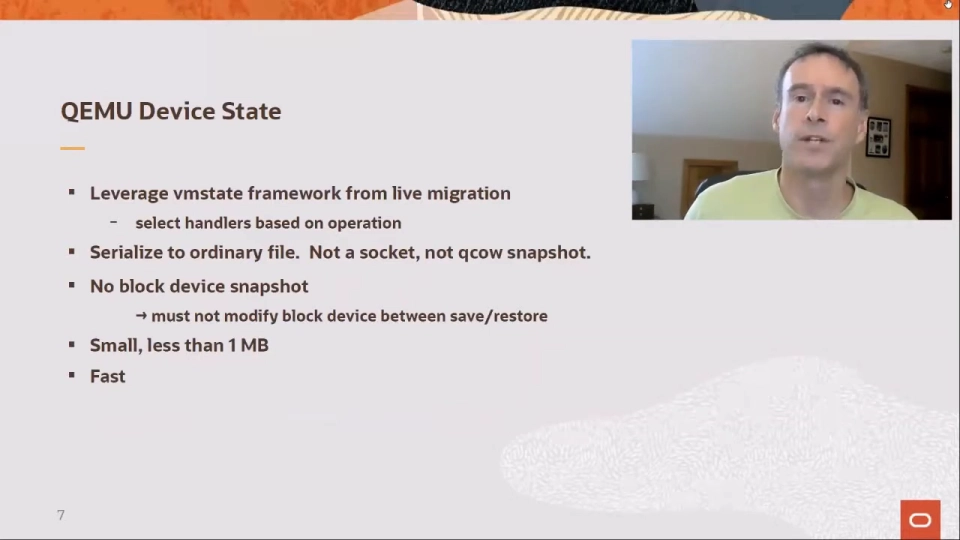 QEMU Device State
▪ Leverage vmstate framework from live migration
– select handlers based on operation
▪ Serialize to ordinary file.  Not a socket, not qcow snapshot.
▪ No block device snapshot
→ must not modify block device between save/restore
▪ Small, less than 1 MB
▪ Fast
7